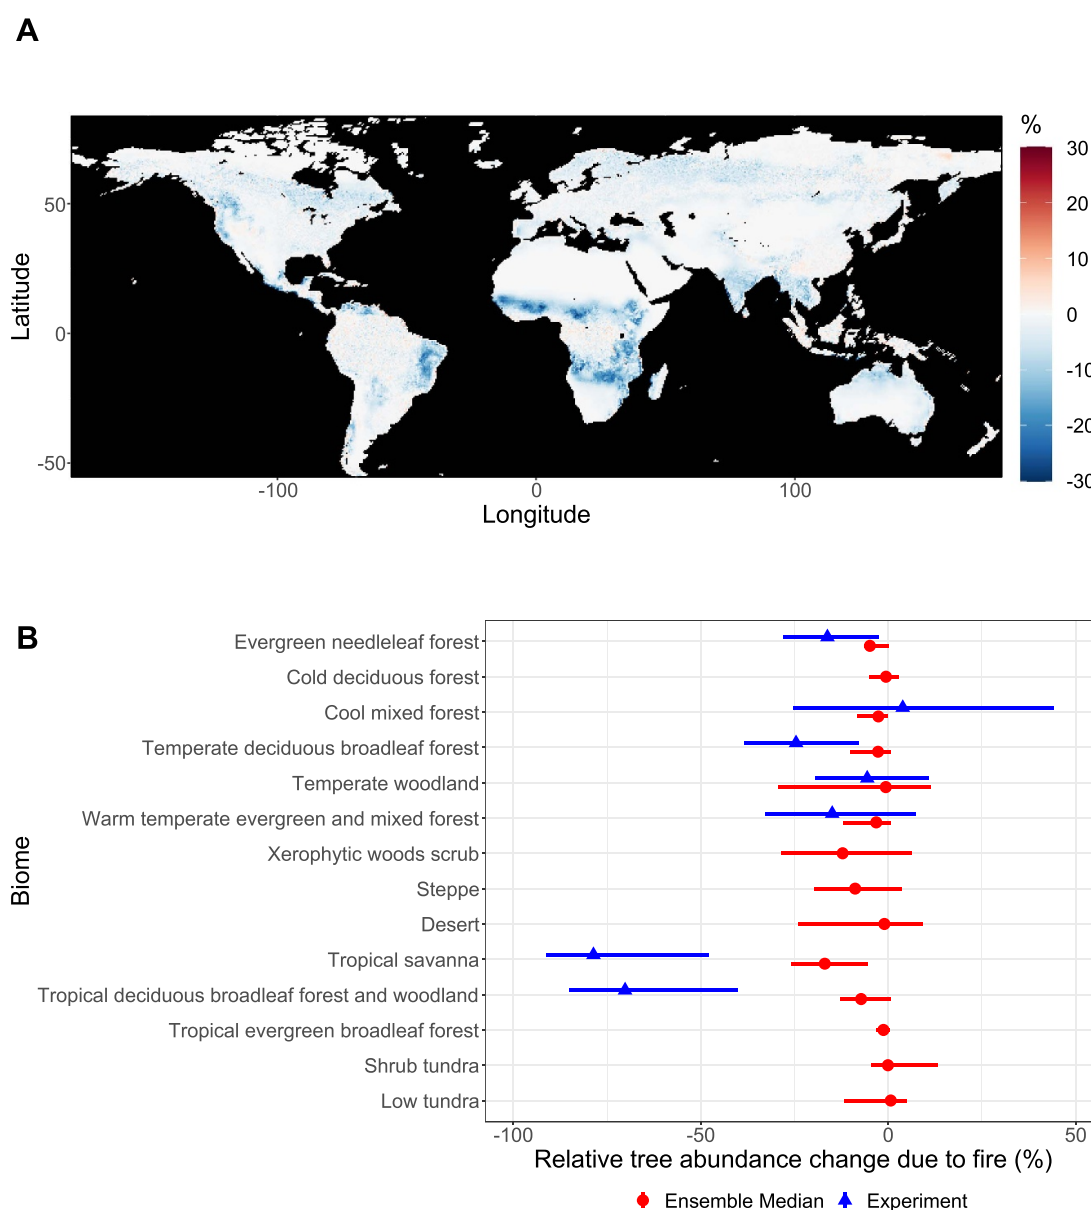 A
%
30
20
10
0
-10
-20
-30
50
0
-50
Latitude
-100
0
100
Longitude
B
Evergreen needleleaf forest
Cold deciduous forest
Cool mixed forest
Temperate deciduous broadleaf forest
Temperate woodland
Warm temperate evergreen and mixed forest
Xerophytic woods scrub
Steppe
Desert
Tropical savanna
Tropical deciduous broadleaf forest and woodland
Tropical evergreen broadleaf forest
Shrub tundra
Low tundra
Biome
-100
-50
0
50
Relative tree abundance change due to fire (%)
Ensemble Median
Experiment